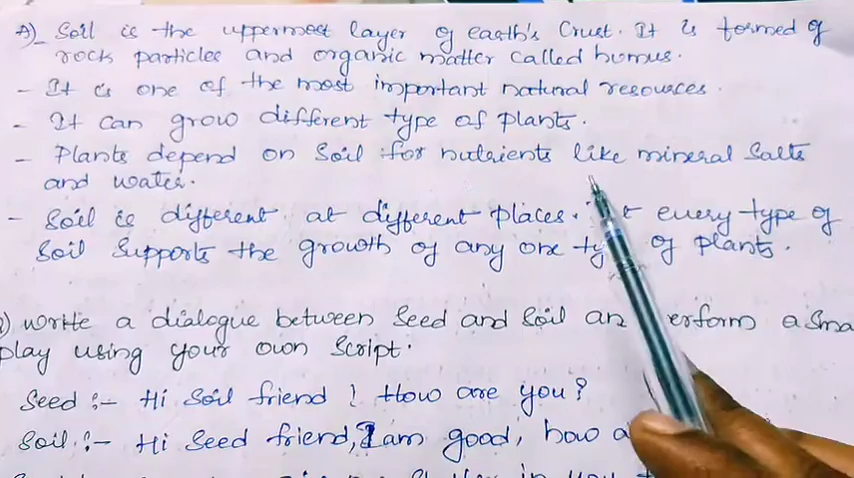 A) Soil is the uppermost layer of earth's crust. It is formed of
rock particles and organic matter called humus.
- It is one of the most important natural resources.
- It can grow different type of plants.
- Plants depend on Soil for nutrients like mineral Salts
and water.
- Soil is different at different places. every type of
Soil Supports the growth of any one of plants.
) Write a dialogue between Seed and Soil an erform a Sma
play using your own Script.
Seed :- Hi Soil friend ! How are you?
Soil :- Hi Seed friend, I am good, how a